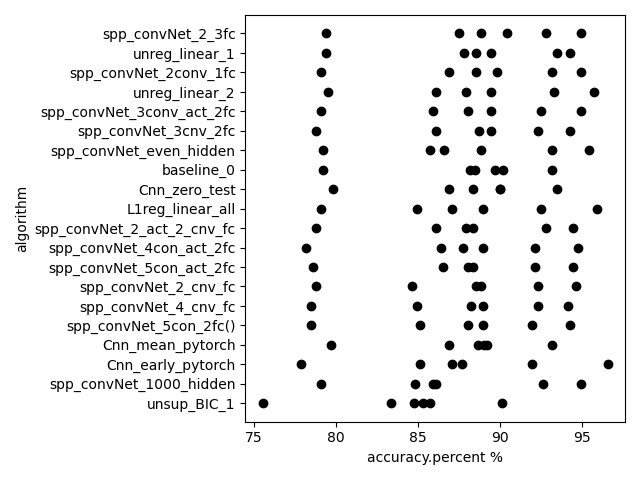 spp_convNet_2_3fc
unreg_linear_1
spp_convNet_2conv_1fc
unreg_linear_2
spp_convNet_3conv_act_2fc
spp_convNet_3cnv_2fc
spp_convNet_even_hidden
baseline_0
Cnn_zero_test
L1reg_linear_all
spp_convNet_2_act_2_cnv_fc
spp_convNet_4con_act_2fc
spp_convNet_5con_act_2fc
spp_convNet_2_cnv_fc
spp_convNet_4_cnv_fc
spp_convNet_5con_2fc()
Cnn_mean_pytorch
Cnn_early_pytorch
spp_convNet_1000_hidden
unsup_BIC_1
algorithm
75 80 85 90 95
accuracy.percent %